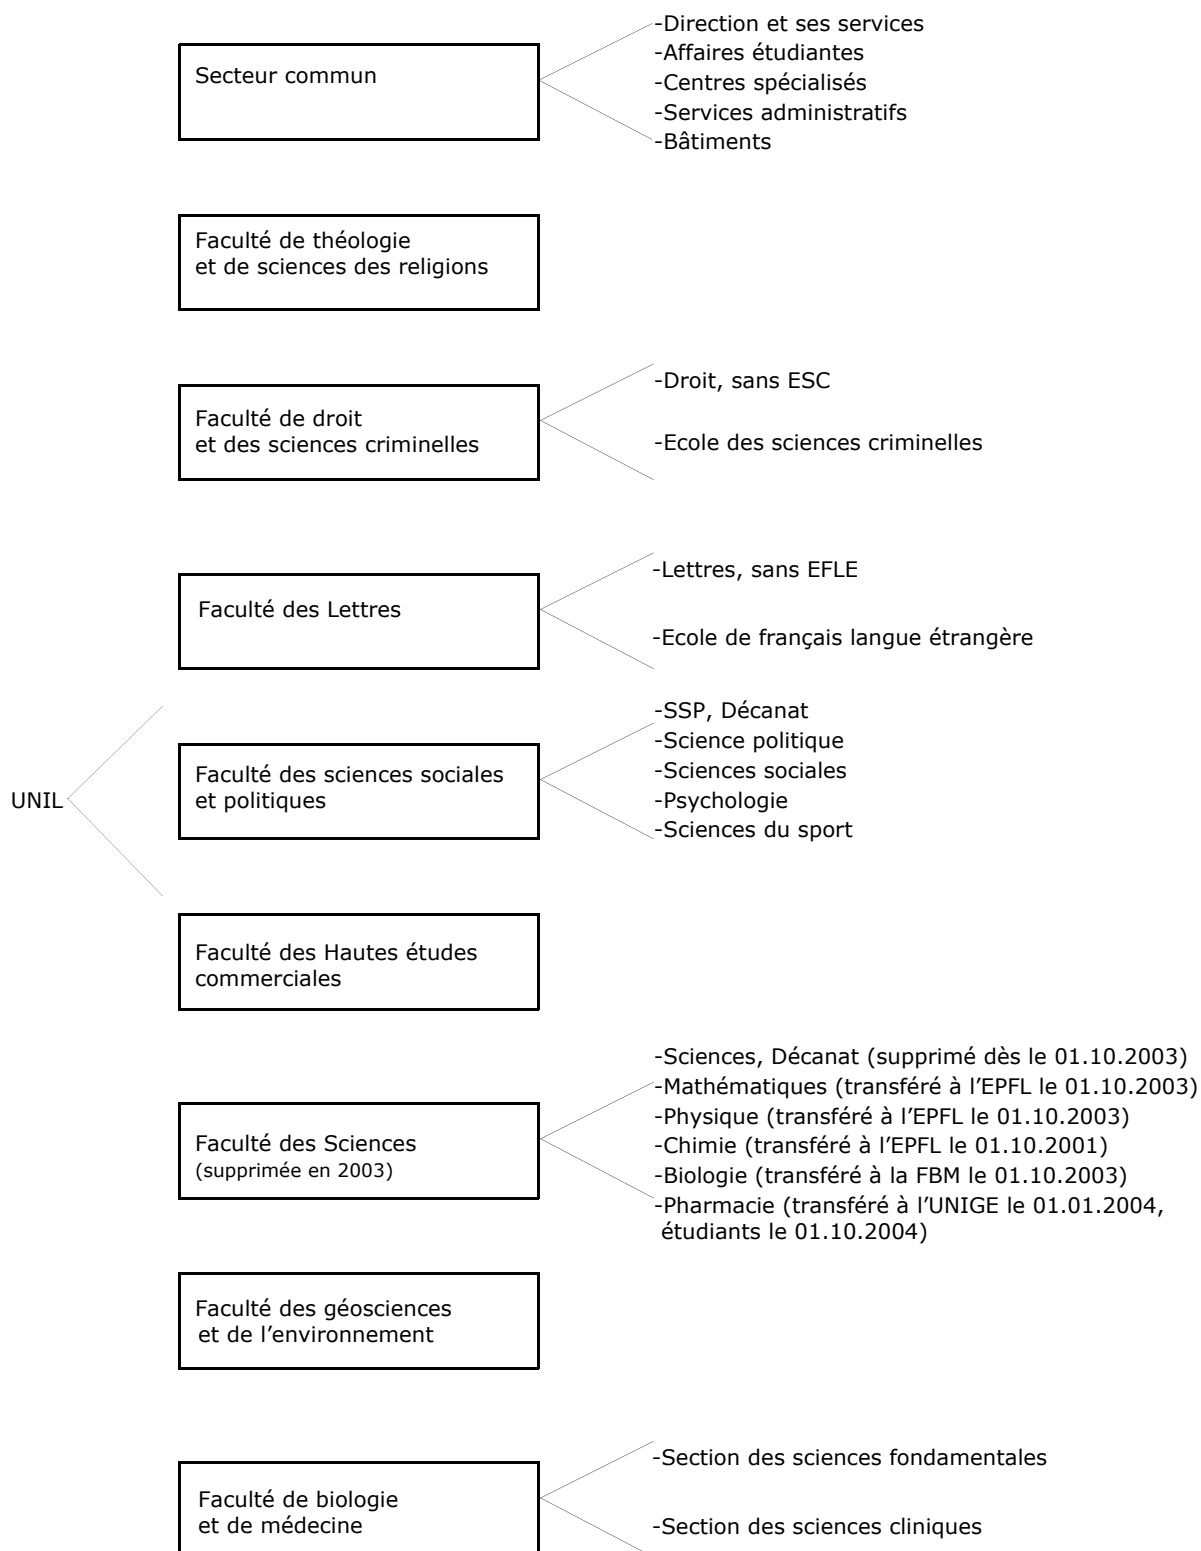 -Direction et ses services
-Affaires étudiantes
Secteur commun
-Centres spécialisés
-Services administratifs
-Bâtiments
Faculté de théologie
et de sciences des religions
-Droit, sans ESC
Faculté de droit
et des sciences criminelles
-Ecole des sciences criminelles
-Lettres, sans EFLE
Faculté des Lettres
-Ecole de français langue étrangère
-SSP, Décanat
-Science politique
Faculté des sciences sociales
et politiques
-Sciences sociales
-Psychologie
-Sciences du sport
UNIL
Faculté des Hautes études
commerciales
-Sciences, Décanat (supprimé dès le 01.10.2003)
-Mathématiques (transféré à l’EPFL le 01.10.2003)
-Physique (transféré à l’EPFL le 01.10.2003)
Faculté des Sciences
(supprimée en 2003)
-Chimie (transféré à l’EPFL le 01.10.2001)
-Biologie (transféré à la FBM le 01.10.2003)
-Pharmacie (transféré à l’UNIGE le 01.01.2004,
étudiants le 01.10.2004)
Faculté des géosciences
et de l’environnement
-Section des sciences fondamentales
Faculté de biologie
et de médecine
-Section des sciences cliniques